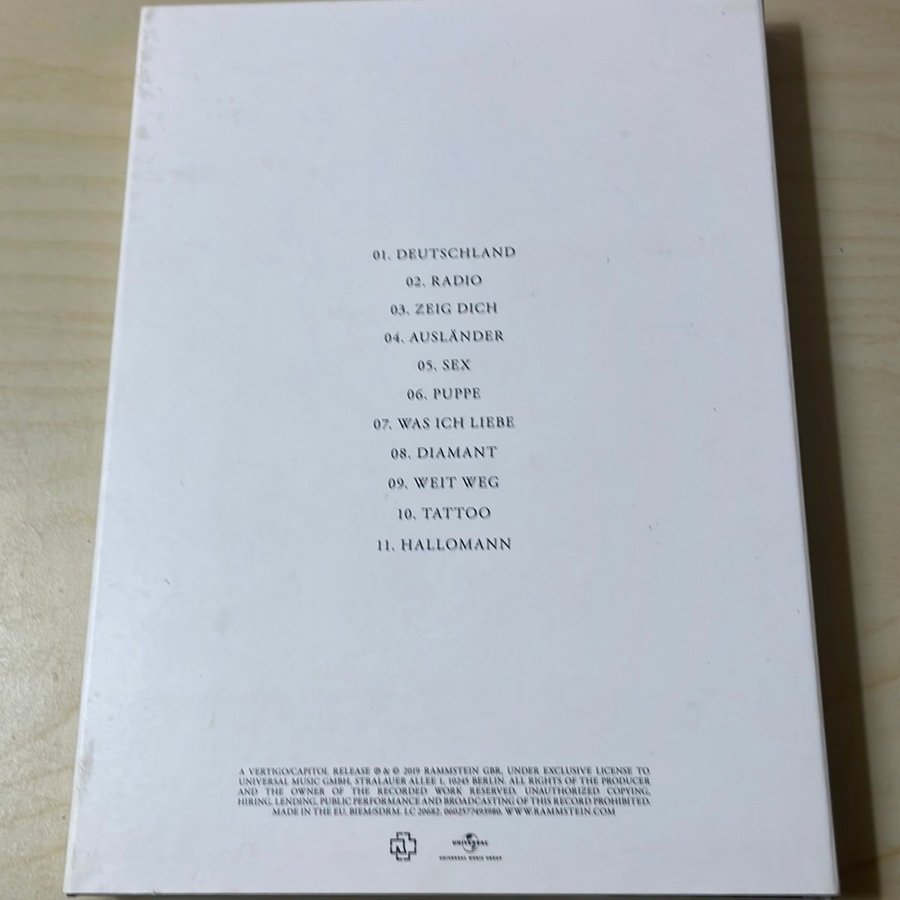 01. DEUTSCHLAND
02. RADIO
03. ZEIG DICH
04. AUSLÄNDER
05. SEX
06. PUPPE
07. WAS ICH LIEBE
08. DIAMANT
09. WEIT WEG
10. TATTOO
11. HALLOMANN
A VERTIGO/CAPITOL RELEASE ℗ & © 2019 RAMMSTEIN GBR, UNDER EXCLUSIVE LICENSE TO
UNIVERSAL MUSIC GMBH, STRALAUER ALLEE 1, 10245 BERLIN. ALL RIGHTS OF THE PRODUCER
AND THE OWNER OF THE RECORDED WORK RESERVED. UNAUTHORIZED COPYING,
HIRING, LENDING, PUBLIC PERFORMANCE AND BROADCASTING OF THIS RECORD PROHIBITED.
MADE IN THE EU. BIEM/SDRM. LC 20682. 0602577493980. WWW.RAMMSTEIN.COM
UNIVERSAL
UNIVERSAL MUSIC GROUP